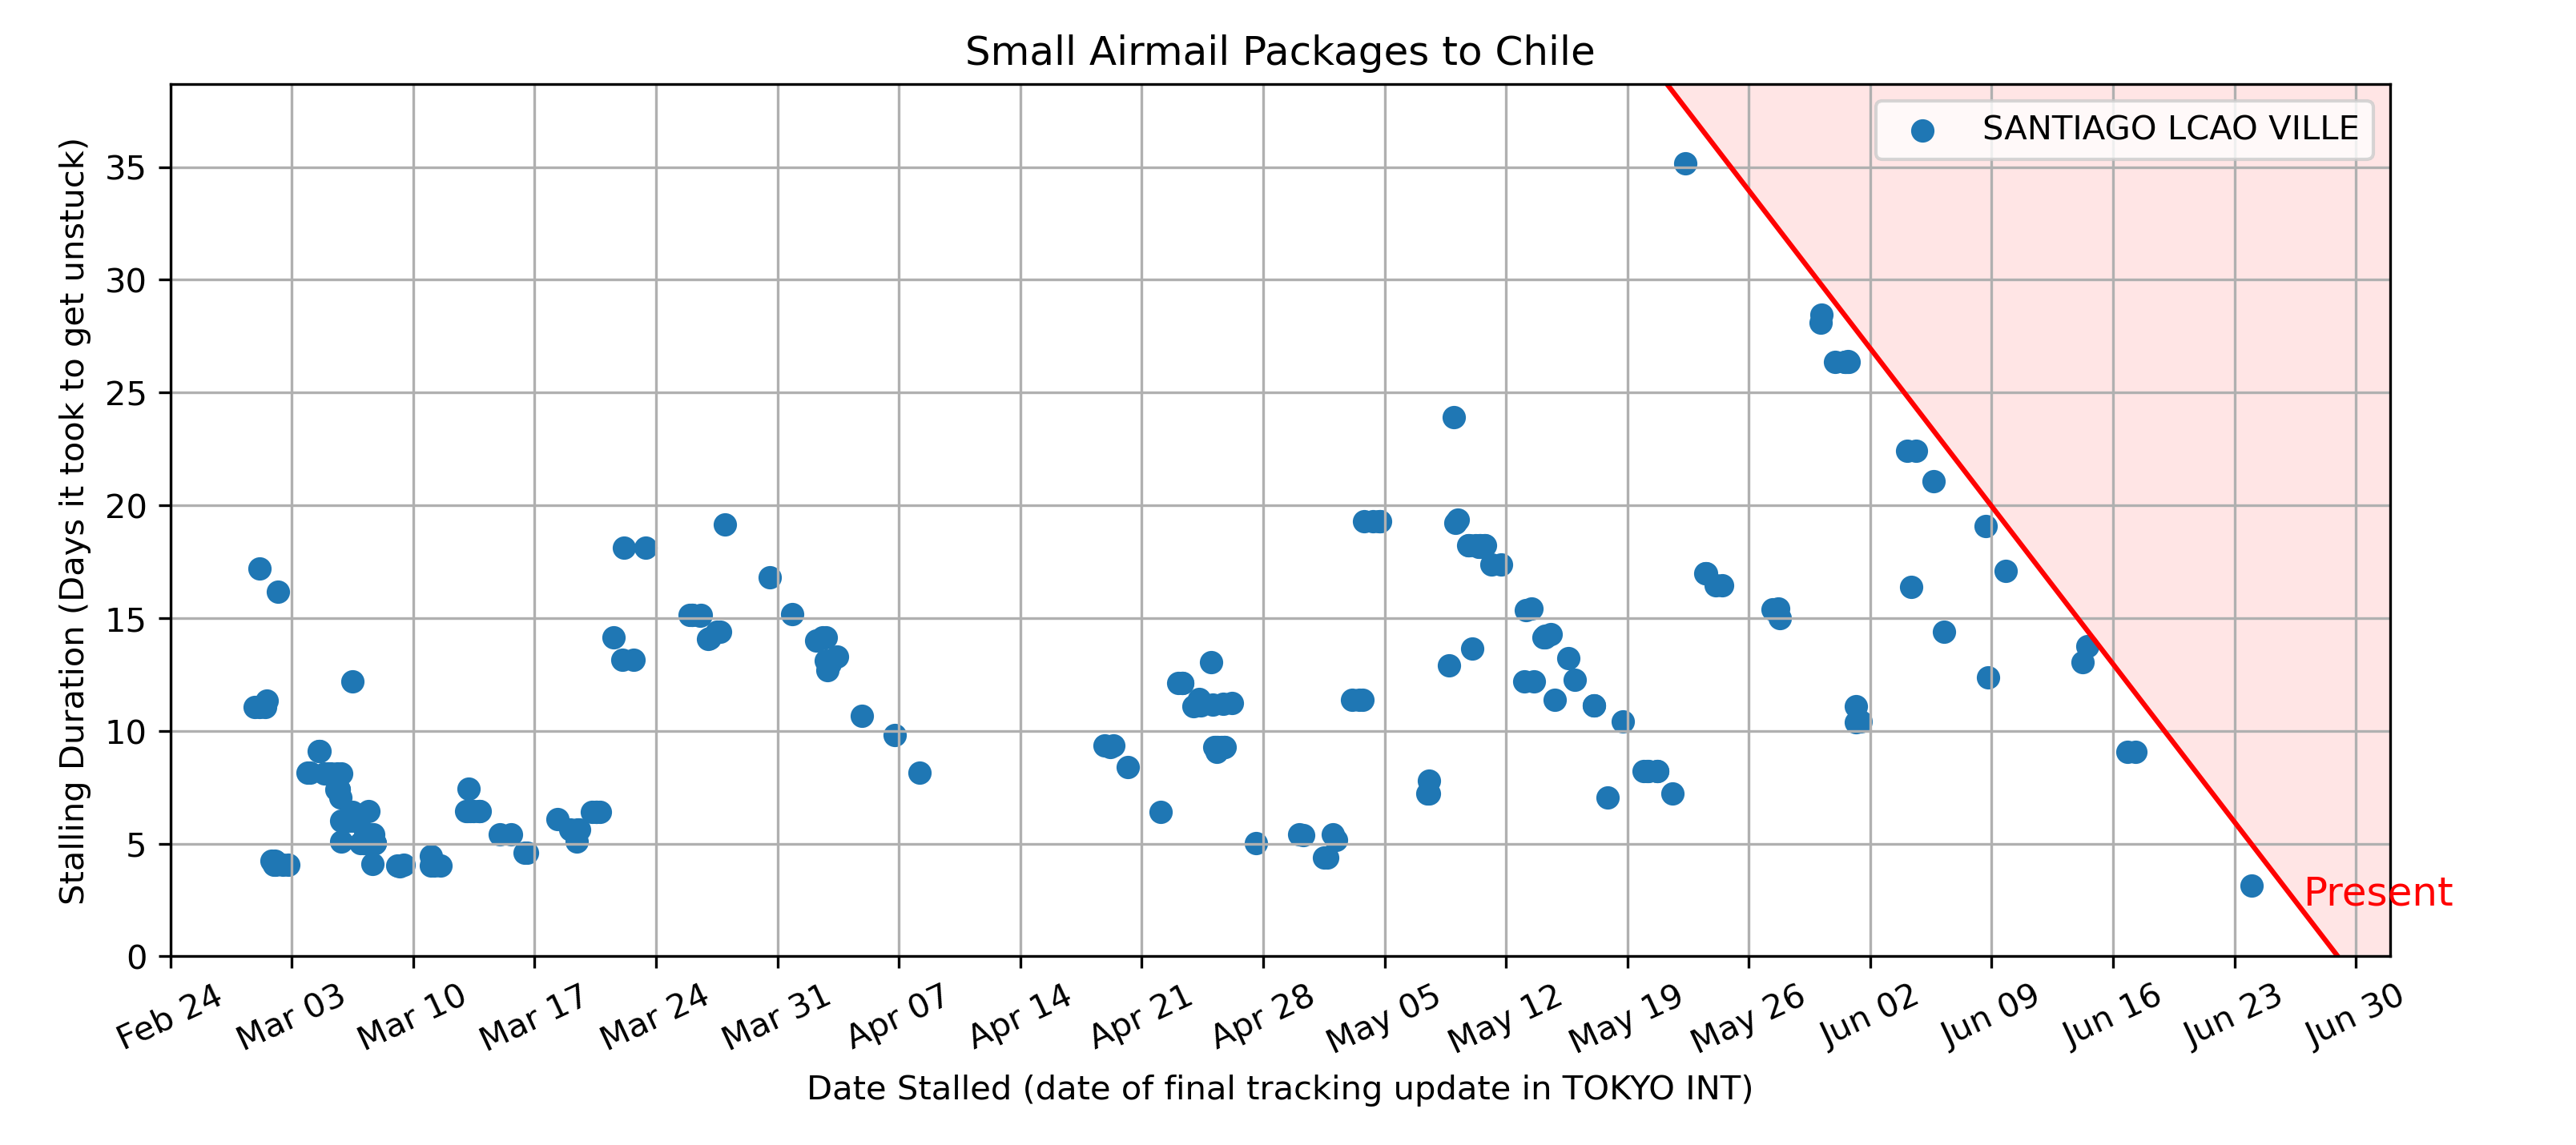 Small Airmail Packages to Chile
SANTIAGO LCAO VILLE
Stalling Duration (Days it took to get unstuck)
35
30
25
20
15
10
5
0
Present
Feb 24
Mar 03
Mar 10
Mar 17
Mar 24
Mar 31
Apr 07
Apr 14
Apr 21
Apr 28
May 05
May 12
May 19
May 26
Jun 02
Jun 09
Jun 16
Jun 23
Jun 30
Date Stalled (date of final tracking update in TOKYO INT)